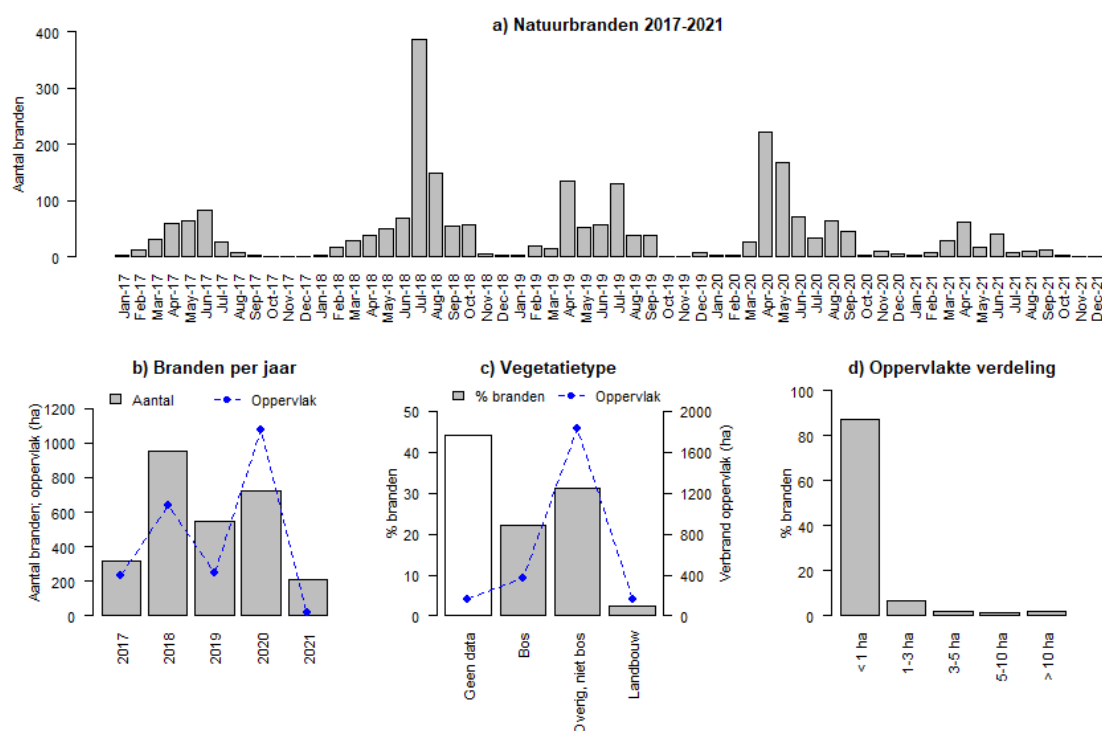 a) Natuurbranden 2017-2021
Aantal branden
400
300
200
100
0
Jan-17
Feb-17
Mar-17
Apr-17
May-17
Jun-17
Jul-17
Aug-17
Sep-17
Oct-17
Nov-17
Dec-17
Jan-18
Feb-18
Mar-18
Apr-18
May-18
Jun-18
Jul-18
Aug-18
Sep-18
Oct-18
Nov-18
Dec-18
Jan-19
Feb-19
Mar-19
Apr-19
May-19
Jun-19
Jul-19
Aug-19
Sep-19
Oct-19
Nov-19
Dec-19
Jan-20
Feb-20
Mar-20
Apr-20
May-20
Jun-20
Jul-20
Aug-20
Sep-20
Oct-20
Nov-20
Dec-20
Jan-21
Feb-21
Mar-21
Apr-21
May-21
Jun-21
Jul-21
Aug-21
Sep-21
Oct-21
Nov-21
Dec-21
b) Branden per jaar
Aantal
Oppervlak
Aantal branden; oppervlak (ha)
1200
1000
800
600
400
200
0
2017
2018
2019
2020
2021
c) Vegetatietype
% branden
Oppervlak
% branden
50
40
30
20
10
0
2000
1600
1200
800
400
0
Verbrand oppervlak (ha)
Geen data
Bos
Overig, niet bos
Landbouw
d) Oppervlakte verdeling
% branden
100
80
60
40
20
0
< 1 ha
1-3 ha
3-5 ha
5-10 ha
> 10 ha